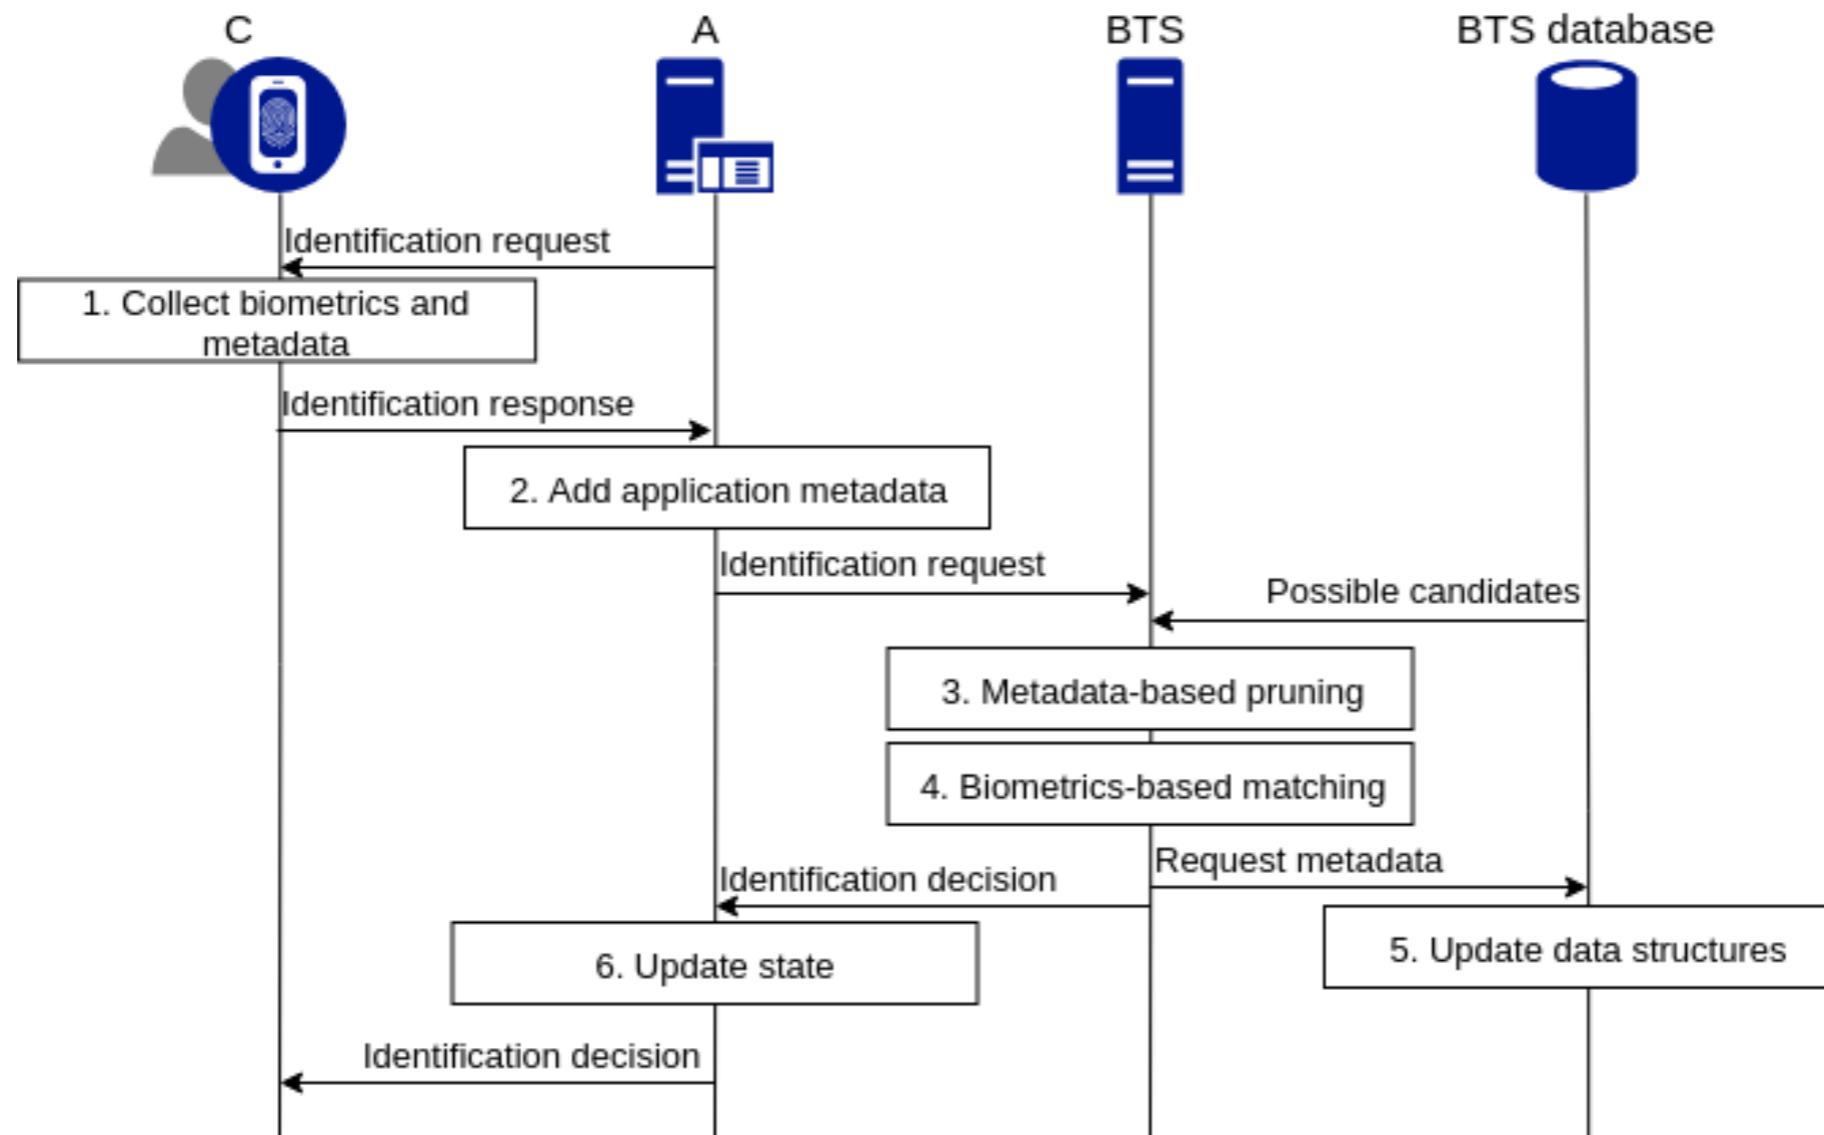 C
A
BTS
BTS database
Identification request
1. Collect biometrics and
metadata
Identification response
2. Add application metadata
Identification request
Possible candidates
3. Metadata-based pruning
4. Biometrics-based matching
Request metadata
Identification decision
5. Update data structures
6. Update state
Identification decision